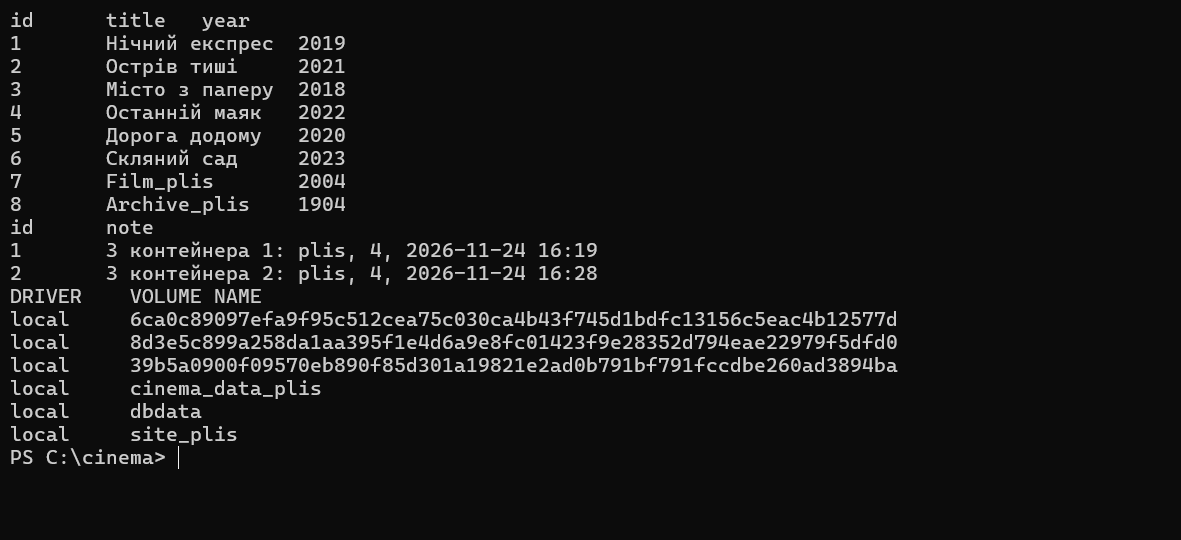 id title year
1 Нічний експрес 2019
2 Острів тиші 2021
3 Місто з паперу 2018
4 Останній маяк 2022
5 Дорога додому 2020
6 Скляний сад 2023
7 Film_plis 2004
8 Archive_plis 1904
id note
1 З контейнера 1: plis, 4, 2026-11-24 16:19
2 З контейнера 2: plis, 4, 2026-11-24 16:28
DRIVER VOLUME NAME
local 6ca0c89097efa9f95c512cea75c030ca4b43f745d1bdfc13156c5eac4b12577d
local 8d3e5c899a258da1aa395f1e4d6a9e8fc01423f9e28352d794eae22979f5dfd0
local 39b5a0900f09570eb890f85d301a19821e2ad0b791bf791fccdbe260ad3894ba
local cinema_data_plis
local dbdata
local site_plis
PS C:\cinema>